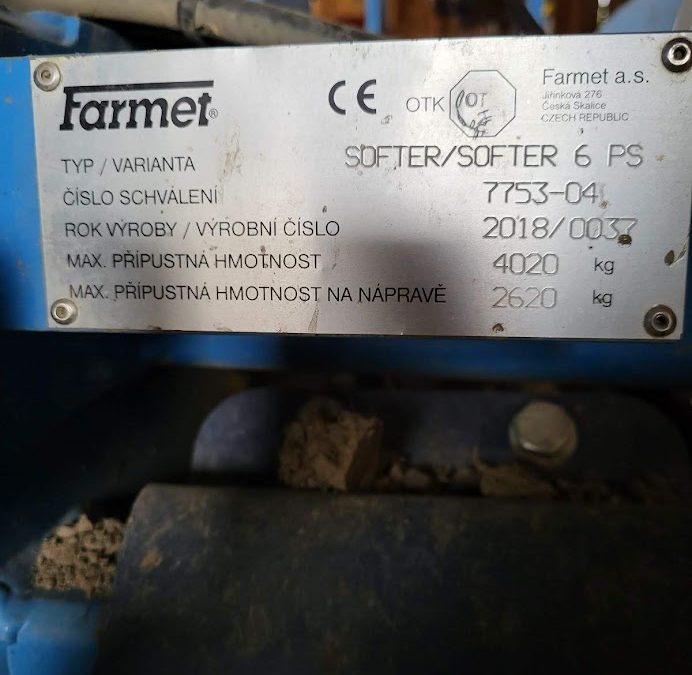 Farmet®
CE
OTK
Farmet a.s.
Jiřinková 276
Česká Skalice
CZECH REPUBLIC
TYP / VARIANTA SOFTER/SOFTER 6 PS
ČÍSLO SCHVÁLENÍ 7753-04
ROK VÝROBY / VÝROBNÍ ČÍSLO 2018/0037
MAX. PŘÍPUSTNÁ HMOTNOST 4020 kg
MAX. PŘÍPUSTNÁ HMOTNOST NA NÁPRAVĚ 2620 kg